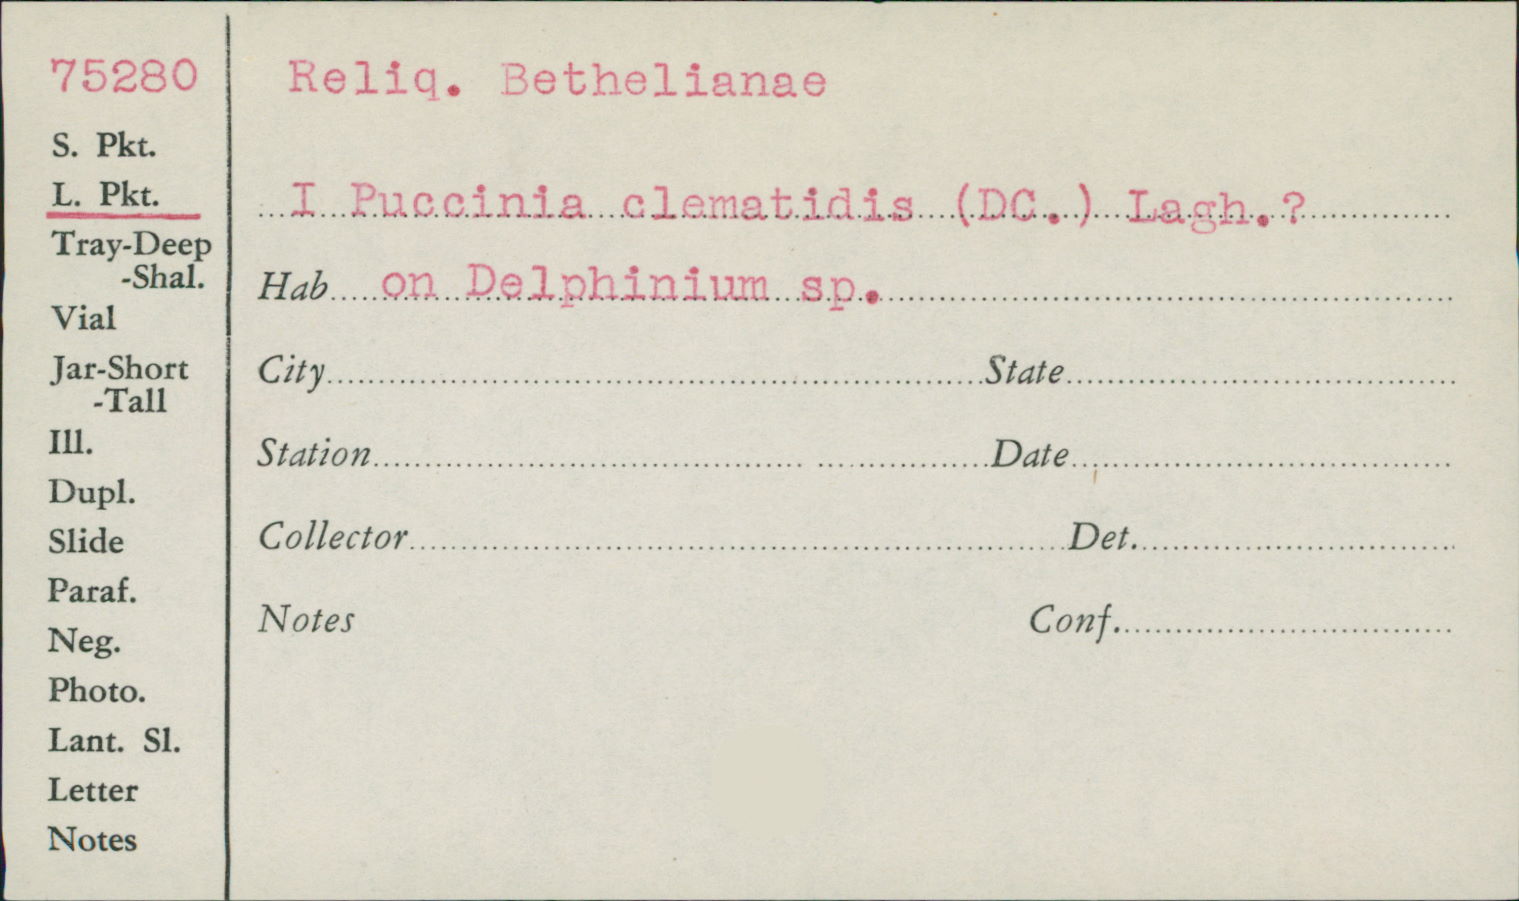 75280
Reliq. Bethelianae
S. Pkt.
L. Pkt.
I Puccinia clematidis (DC.) Lagh.?
Tray-Deep
-Shal.
Hab on Delphinium sp.
Vial
Jar-Short
-Tall
City State
Ill.
Station Date
Dupl.
Slide
Collector Det.
Paraf.
Neg.
Notes Conf.
Photo.
Lant. Sl.
Letter
Notes